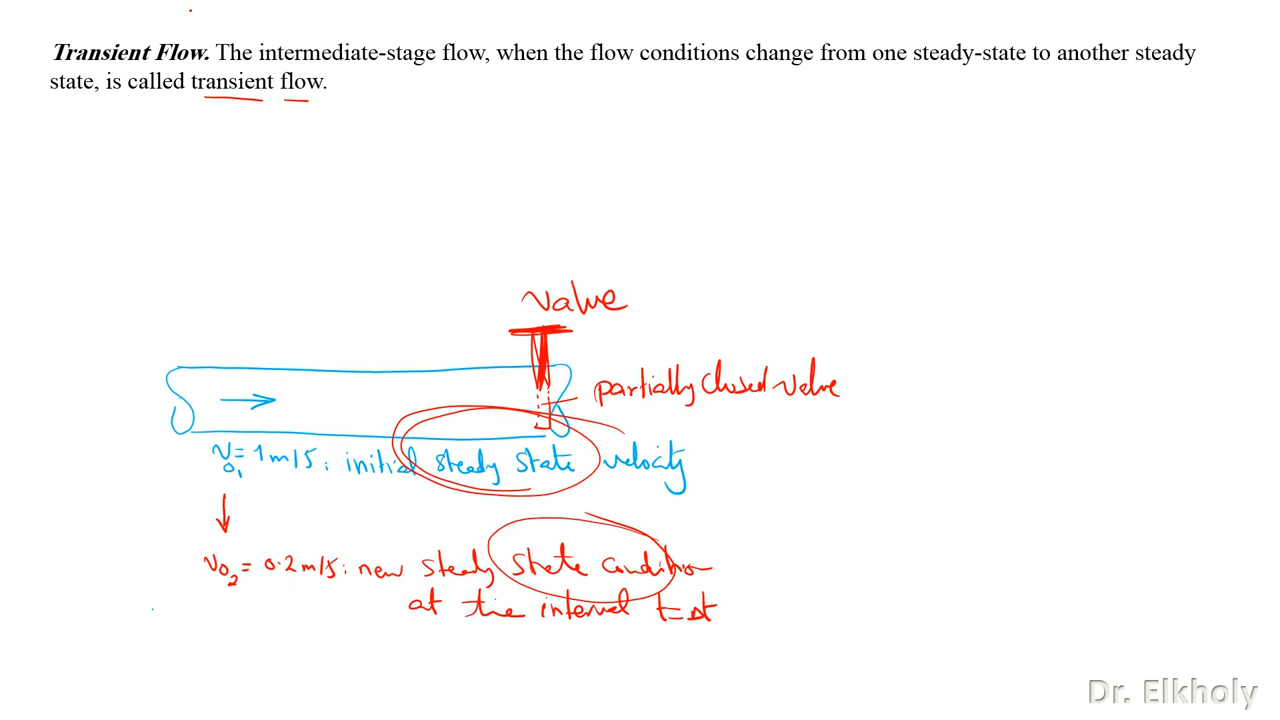 Transient Flow. The intermediate-stage flow, when the flow conditions change from one steady-state to another steady
state, is called transient flow.
valve
partially closed valve
V₀₁ = 1 m/s : initial steady state velocity
V₀₂ = 0.2 m/s : new steady state condition
at time interval t = Δt
Dr. Elkholy